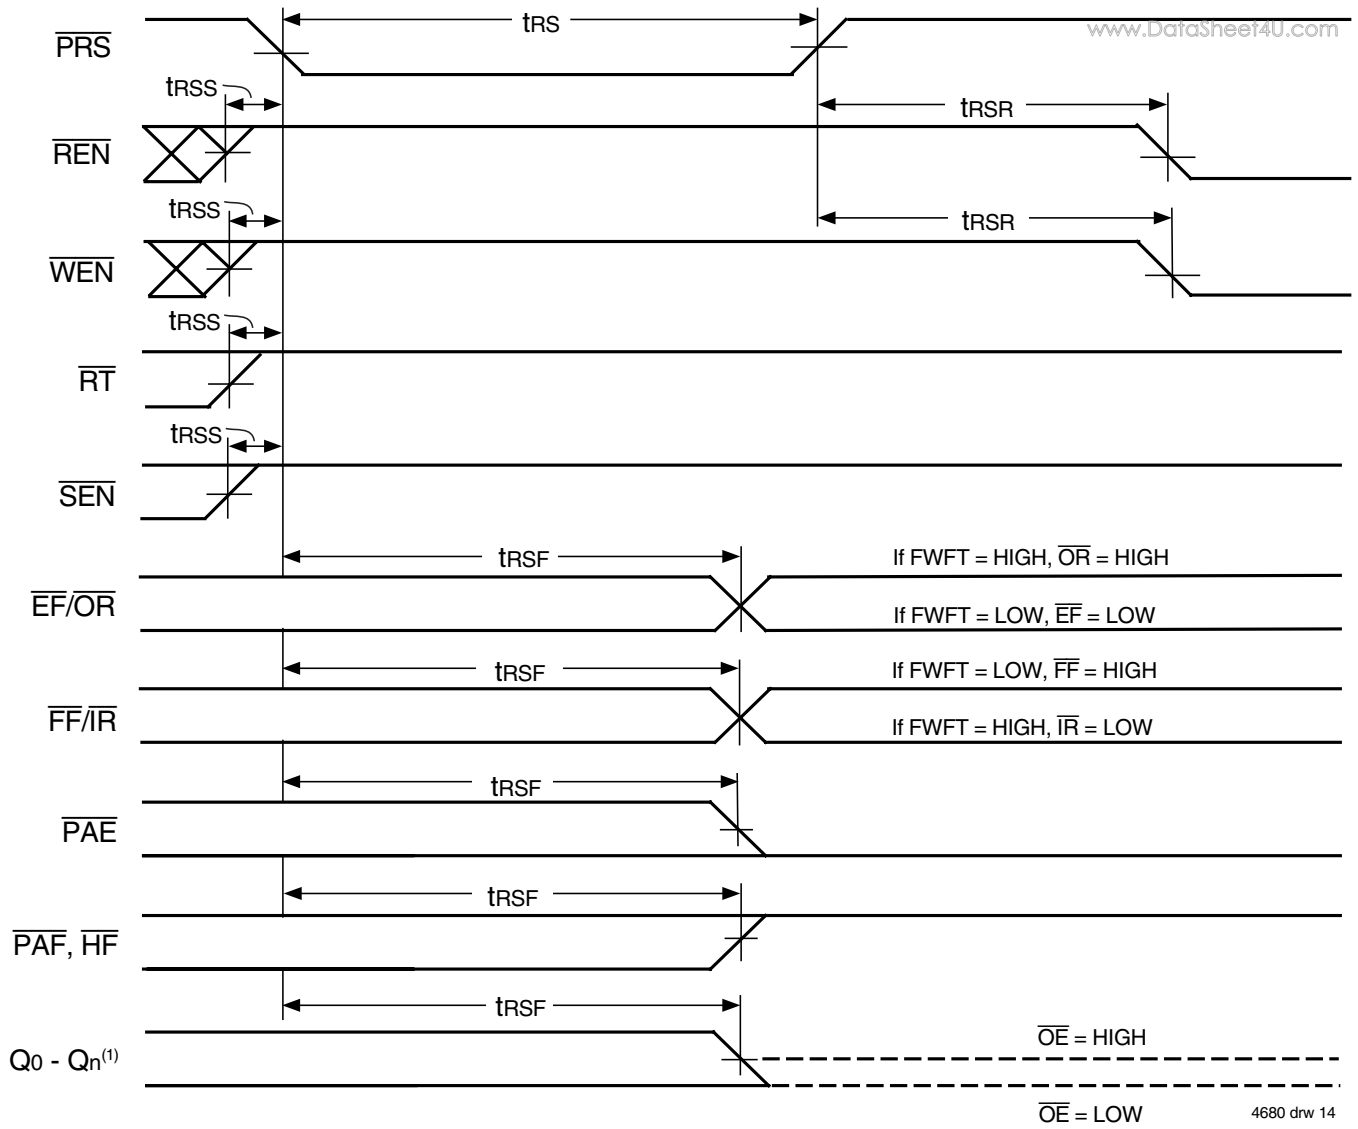 tRS
www.DataSheet4U.com
PRS
tRSS
tRSR
REN
tRSS
tRSR
WEN
tRSS
RT
tRSS
SEN
tRSF
If FWFT = HIGH, OR = HIGH
EF/OR
If FWFT = LOW, EF = LOW
tRSF
If FWFT = LOW, FF = HIGH
FF/IR
If FWFT = HIGH, IR = LOW
tRSF
PAE
tRSF
PAF, HF
tRSF
OE = HIGH
Q0 - Qn(1)
OE = LOW
4680 drw 14